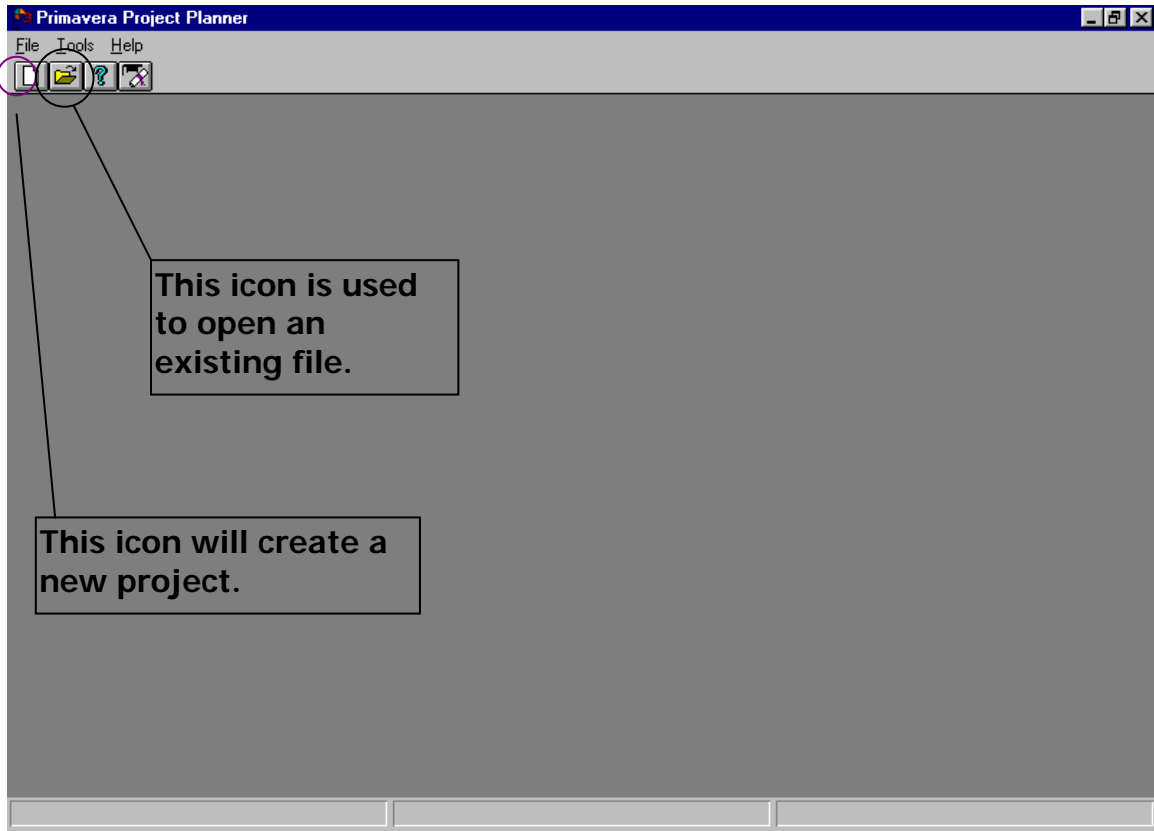 Primavera Project Planner
File Tools Help
This icon is used
to open an
existing file.
This icon will create a
new project.